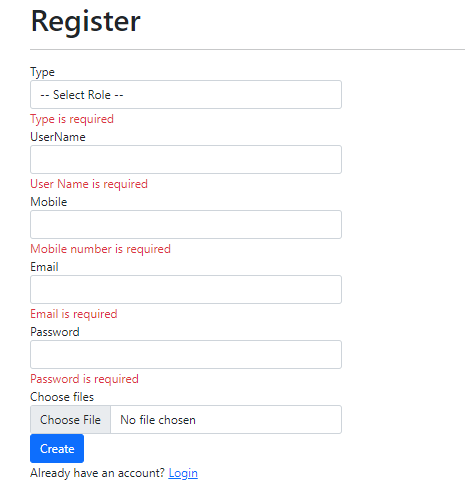 Register
Type
-- Select Role --
Type is required
UserName
User Name is required
Mobile
Mobile number is required
Email
Email is required
Password
Password is required
Choose files
Choose File No file chosen
Create
Already have an account? Login